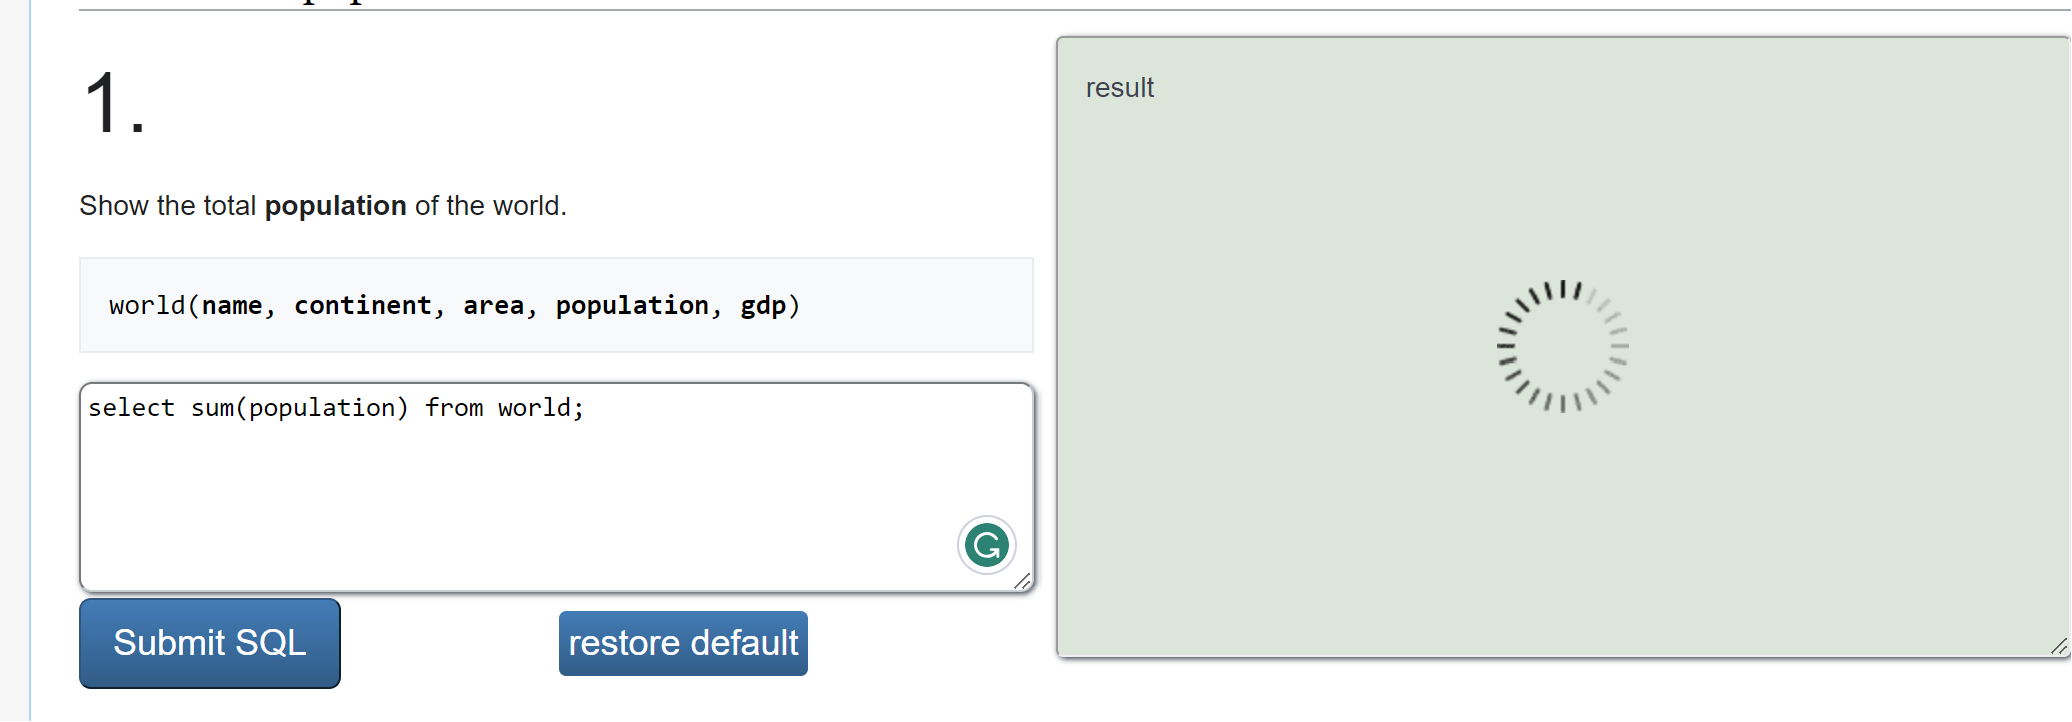 1.
Show the total population of the world.
world(name, continent, area, population, gdp)
select sum(population) from world;
Submit SQL
restore default
result